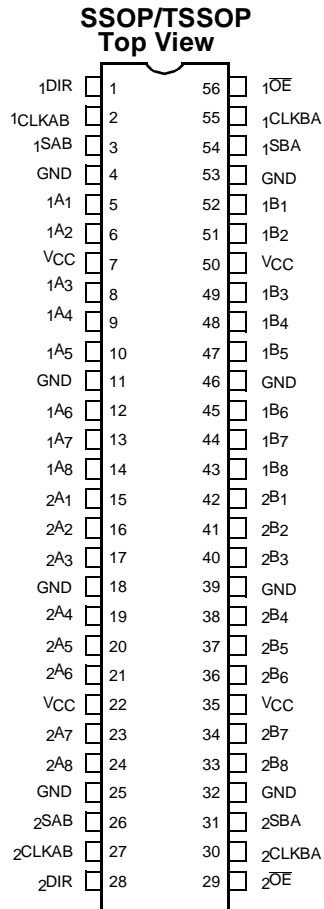 SSOP/TSSOP
Top View
1DIR 1 56 1O̅E̅
1CLKAB 2 55 1CLKBA
1SAB 3 54 1SBA
GND 4 53 GND
1A1 5 52 1B1
1A2 6 51 1B2
VCC 7 50 VCC
1A3 8 49 1B3
1A4 9 48 1B4
1A5 10 47 1B5
GND 11 46 GND
1A6 12 45 1B6
1A7 13 44 1B7
1A8 14 43 1B8
2A1 15 42 2B1
2A2 16 41 2B2
2A3 17 40 2B3
GND 18 39 GND
2A4 19 38 2B4
2A5 20 37 2B5
2A6 21 36 2B6
VCC 22 35 VCC
2A7 23 34 2B7
2A8 24 33 2B8
GND 25 32 GND
2SAB 26 31 2SBA
2CLKAB 27 30 2CLKBA
2DIR 28 29 2O̅E̅